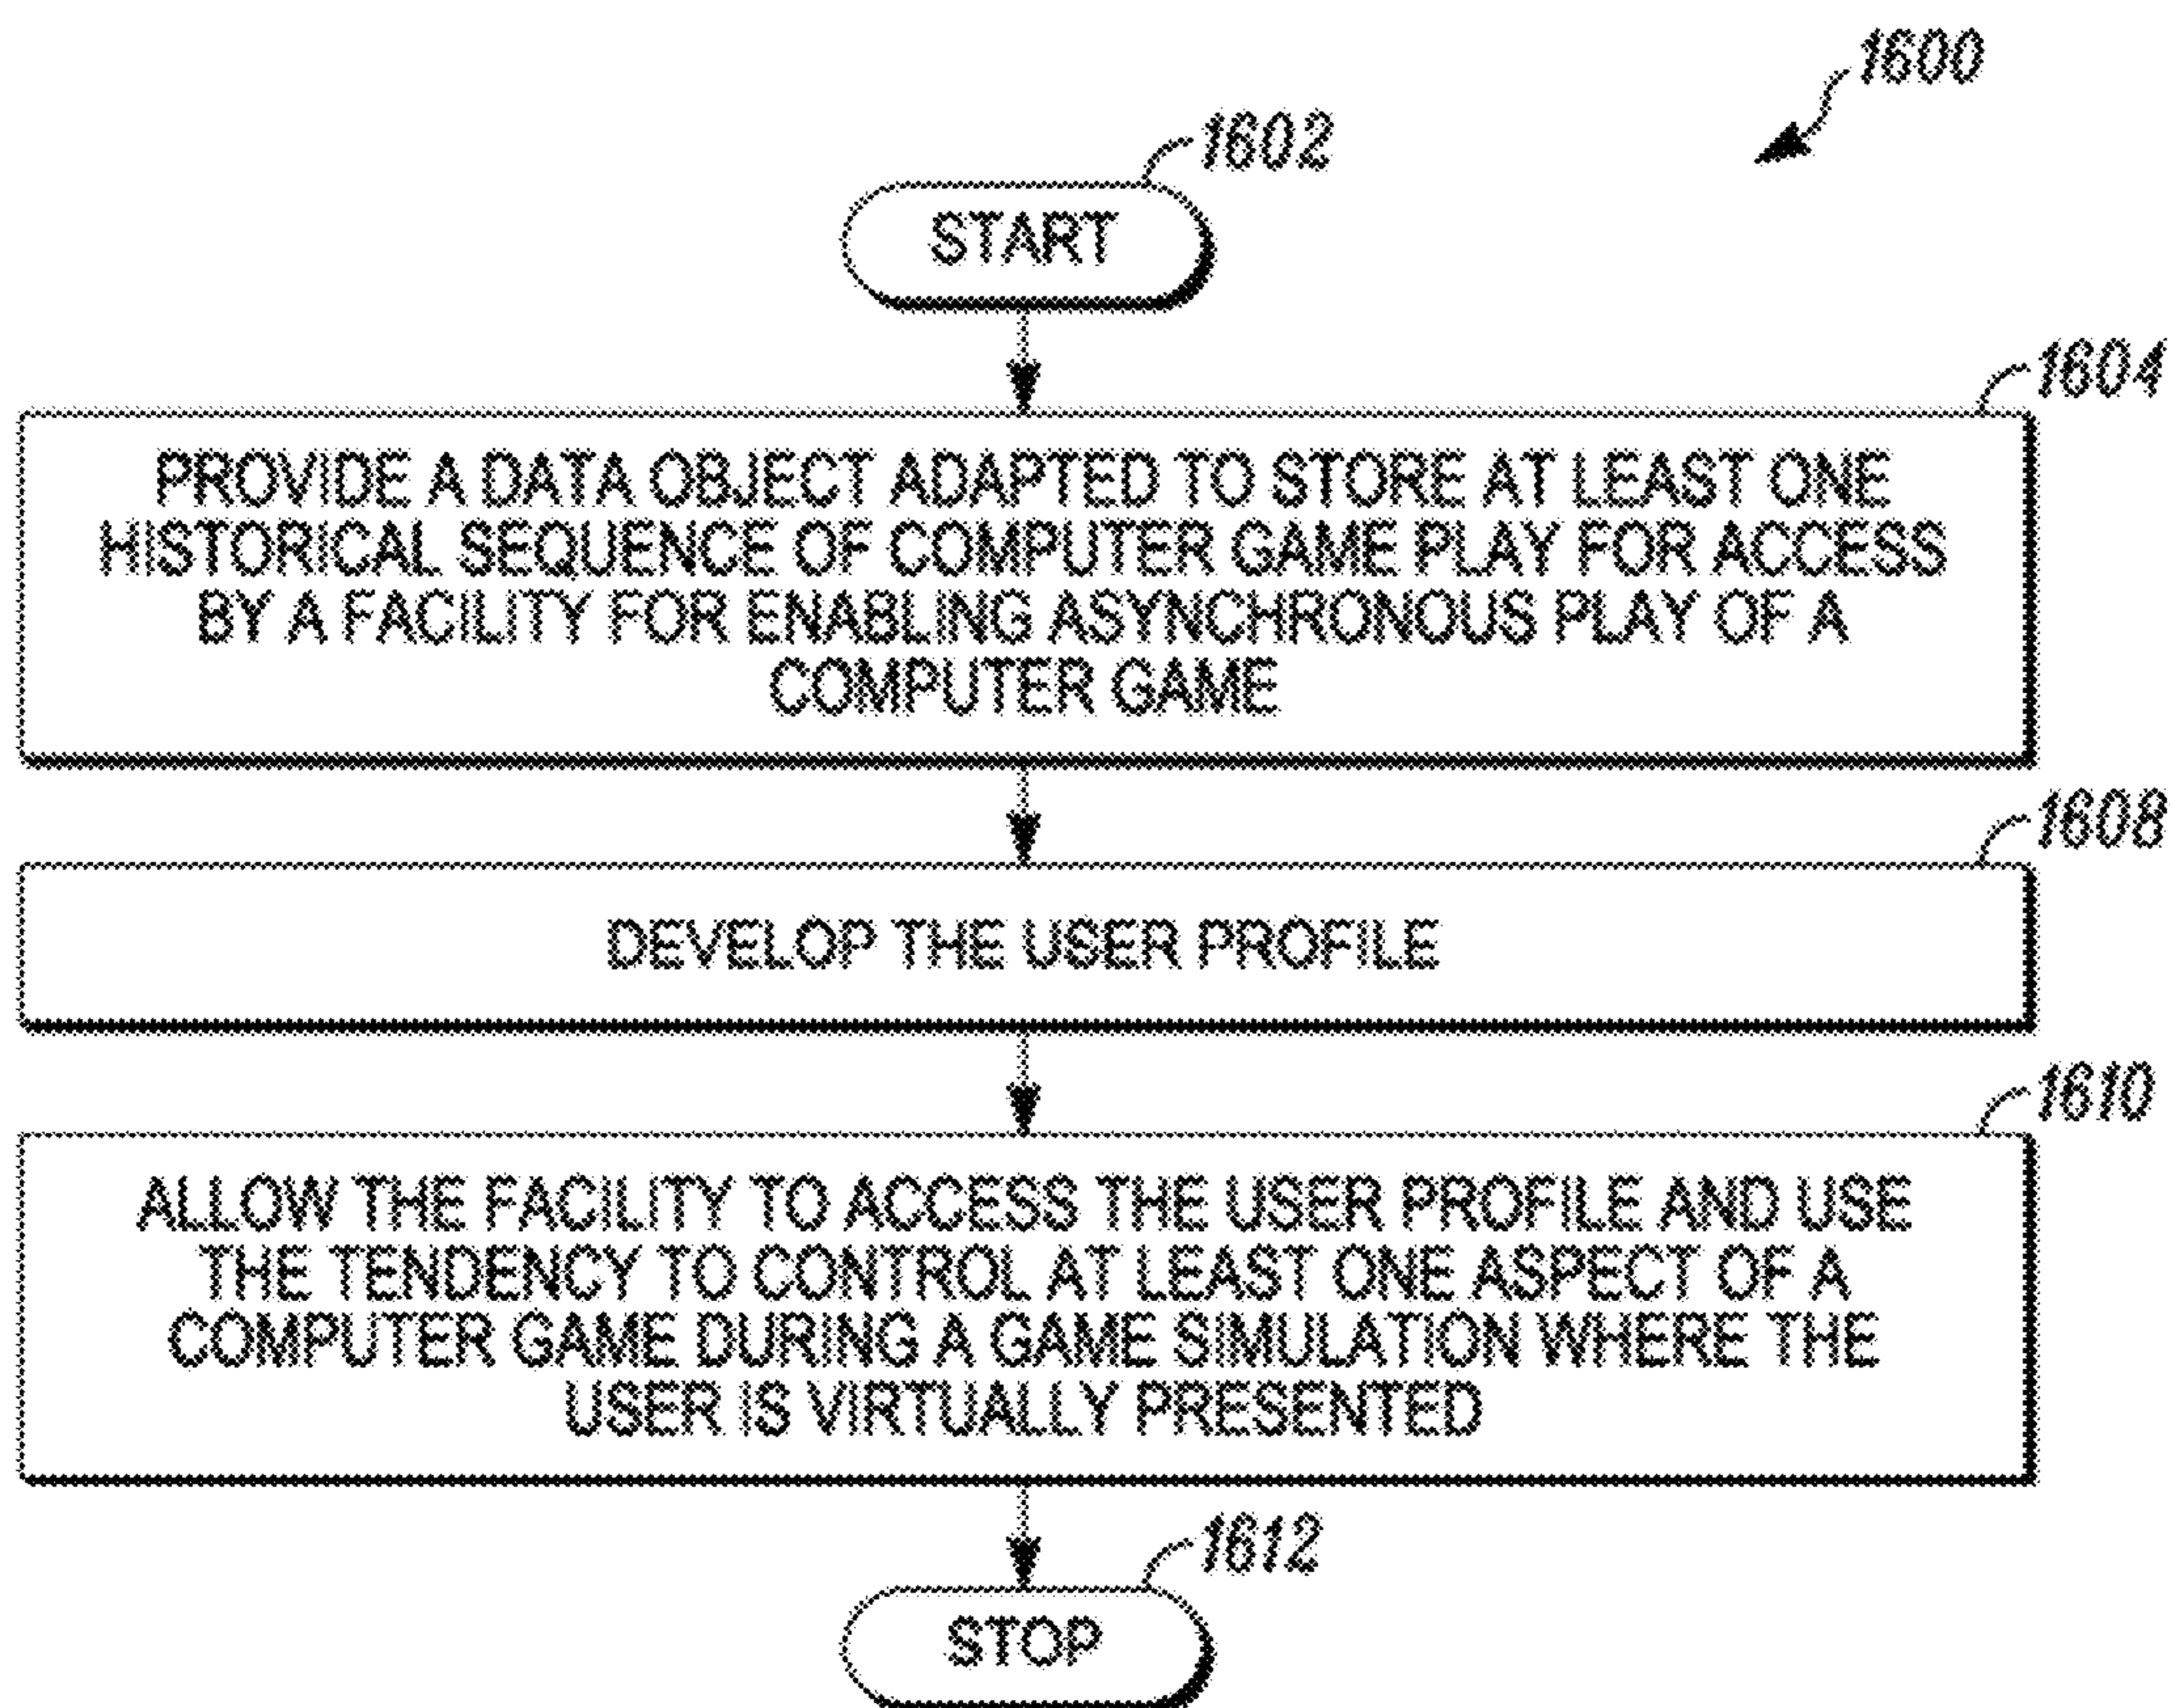 1600
1602
START
1604
PROVIDE A DATA OBJECT ADAPTED TO STORE AT LEAST ONE
HISTORICAL SEQUENCE OF COMPUTER GAME PLAY FOR ACCESS
BY A FACILITY FOR ENABLING ASYNCHRONOUS PLAY OF A
COMPUTER GAME
1608
DEVELOP THE USER PROFILE
1610
ALLOW THE FACILITY TO ACCESS THE USER PROFILE AND USE
THE TENDENCY TO CONTROL AT LEAST ONE ASPECT OF A
COMPUTER GAME DURING A GAME SIMULATION WHERE THE
USER IS VIRTUALLY PRESENTED
1612
STOP